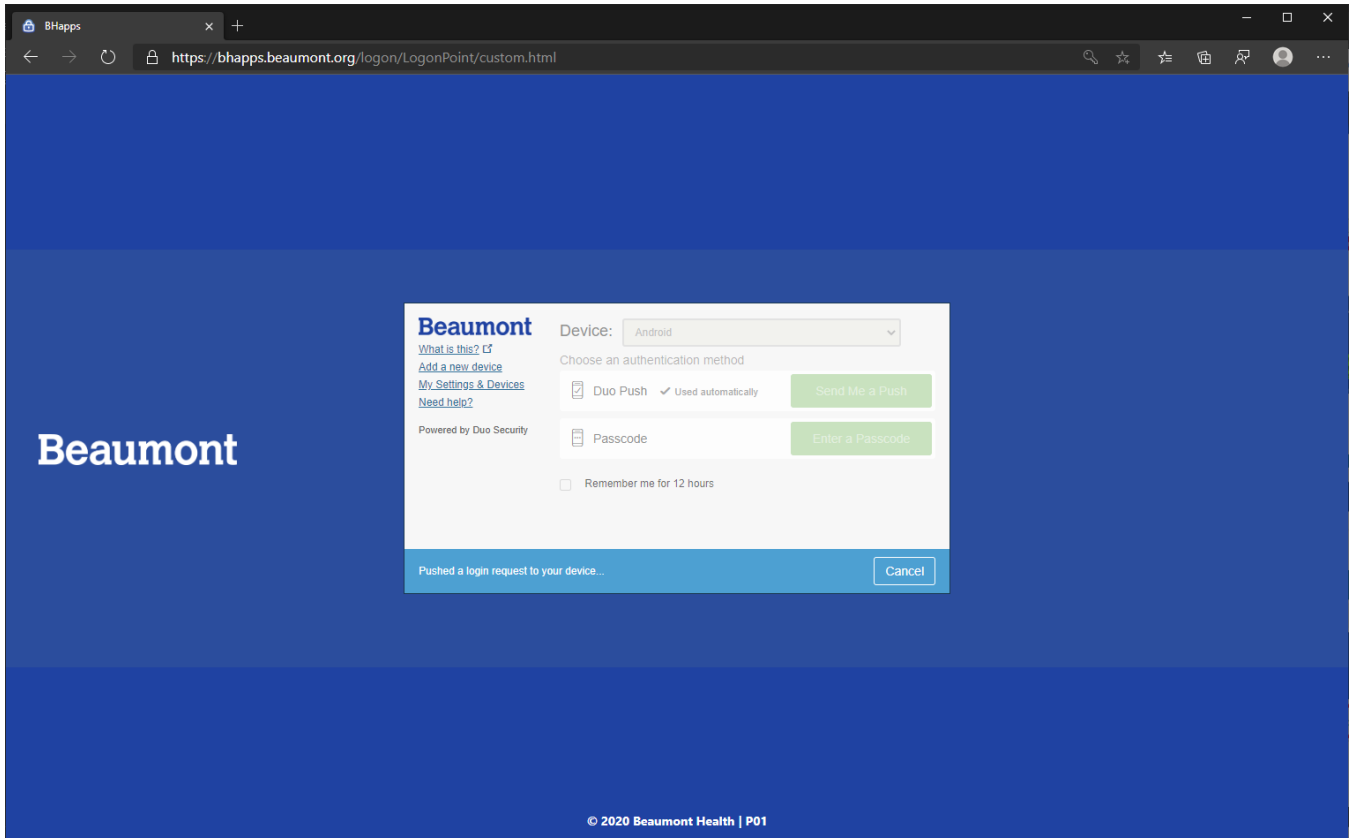 BHapps
https://bhapps.beaumont.org/logon/LogonPoint/custom.html
Beaumont
What is this?
Add a new device
My Settings & Devices
Need help?
Powered by Duo Security
Device: Android
Choose an authentication method
Duo Push Used automatically Send Me a Push
Passcode Enter a Passcode
Remember me for 12 hours
Pushed a login request to your device... Cancel
Beaumont
© 2020 Beaumont Health | P01